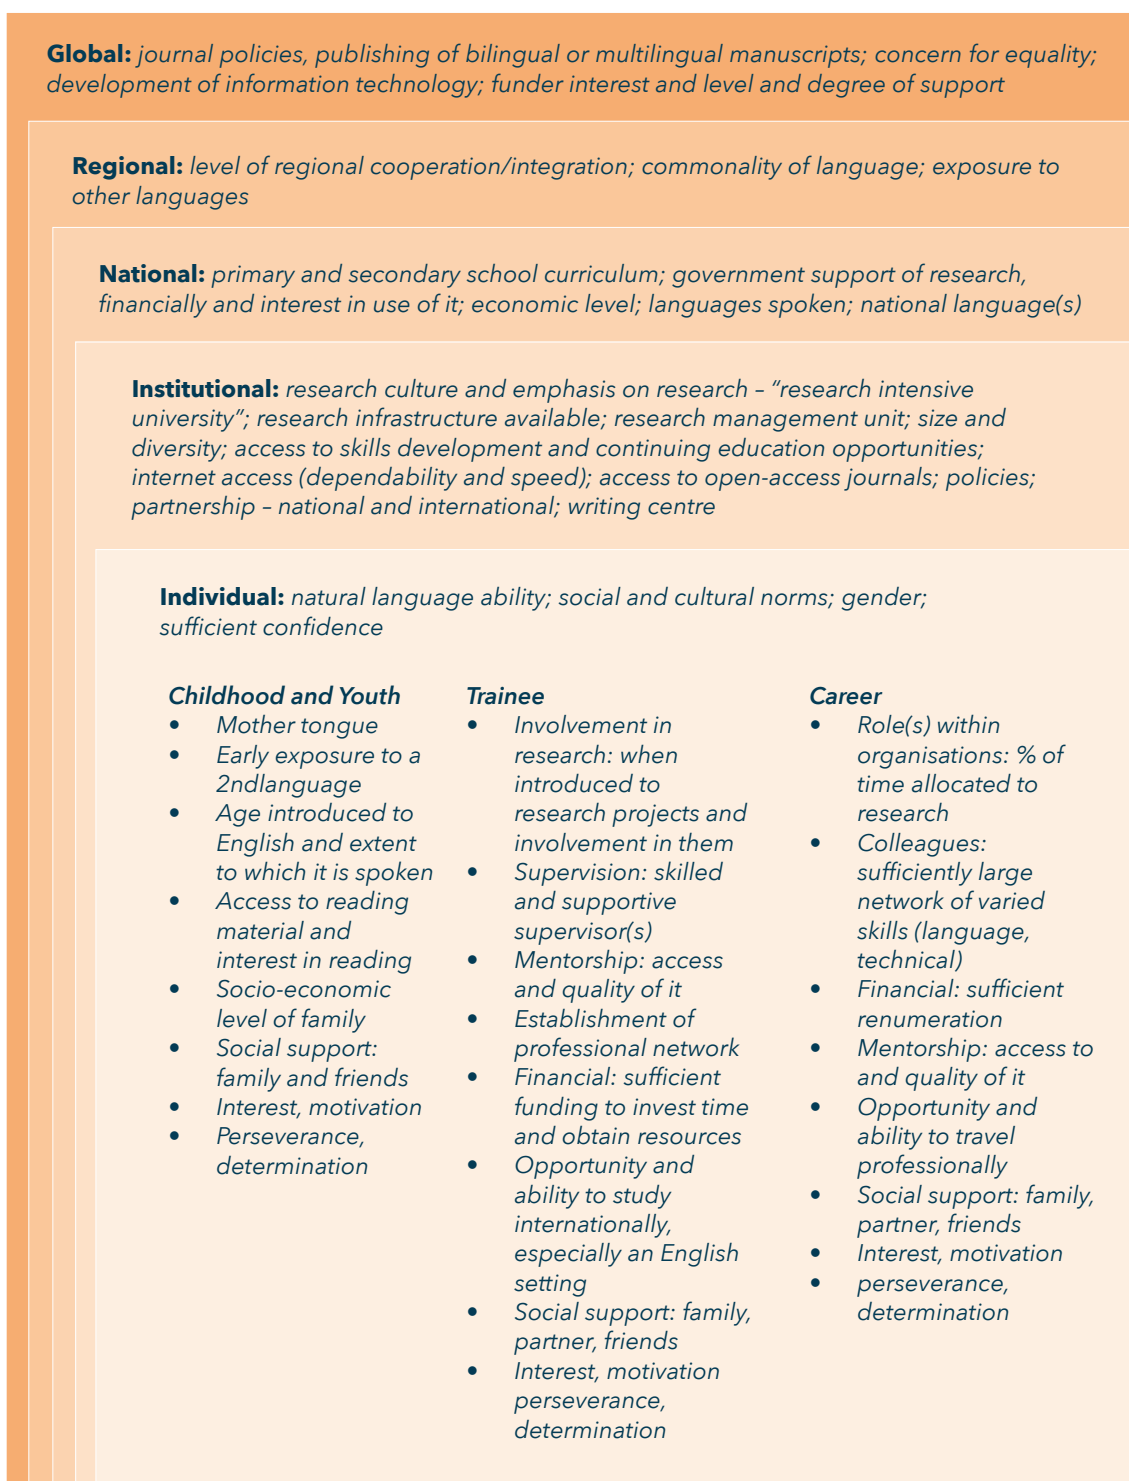 Global: journal policies, publishing of bilingual or multilingual manuscripts; concern for equality;
development of information technology; funder interest and level and degree of support
Regional: level of regional cooperation/integration; commonality of language; exposure to
other languages
National: primary and secondary school curriculum; government support of research,
financially and interest in use of it; economic level; languages spoken; national language(s)
Institutional: research culture and emphasis on research – “research intensive
university”; research infrastructure available; research management unit; size and
diversity; access to skills development and continuing education opportunities;
internet access (dependability and speed); access to open-access journals; policies;
partnership – national and international; writing centre
Individual: natural language ability; social and cultural norms; gender;
sufficient confidence
Childhood and Youth
• Mother tongue
• Early exposure to a
2ndlanguage
• Age introduced to
English and extent
to which it is spoken
• Access to reading
material and
interest in reading
• Socio-economic
level of family
• Social support:
family and friends
• Interest, motivation
• Perseverance,
determination
Trainee
• Involvement in
research: when
introduced to
research projects and
involvement in them
• Supervision: skilled
and supportive
supervisor(s)
• Mentorship: access
and quality of it
• Establishment of
professional network
• Financial: sufficient
funding to invest time
and obtain resources
• Opportunity and
ability to study
internationally,
especially an English
setting
• Social support: family,
partner, friends
• Interest, motivation
perseverance,
determination
Career
• Role(s) within
organisations: % of
time allocated to
research
• Colleagues:
sufficiently large
network of varied
skills (language,
technical)
• Financial: sufficient
renumeration
• Mentorship: access to
and quality of it
• Opportunity and
ability to travel
professionally
• Social support: family,
partner, friends
• Interest, motivation
• perseverance,
determination